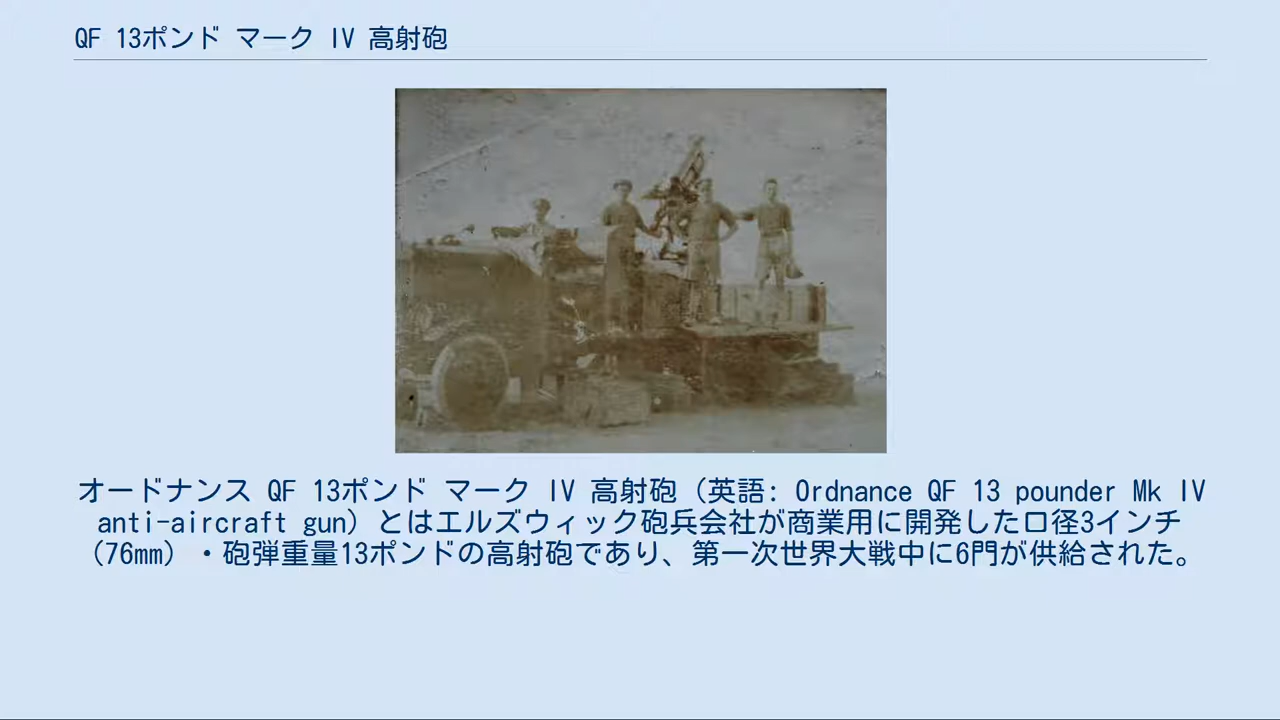 QF 13ポンド マーク IV 高射砲
オードナンス QF 13ポンド マーク IV 高射砲（英語: Ordnance QF 13 pounder Mk IV
anti-aircraft gun）とはエルズウィック砲兵会社が商業用に開発した口径3インチ
（76mm）・砲弾重量13ポンドの高射砲であり、第一次世界大戦中に6門が供給された。